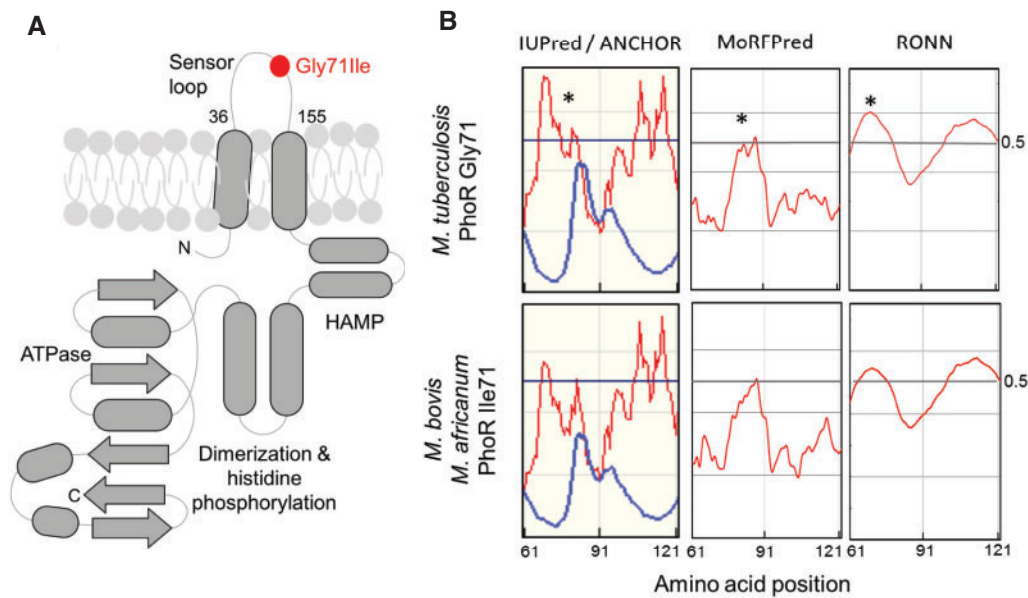 A
Sensor
loop
Gly71Ile
36
155
N
HAMP
ATPase
C
Dimerization &
histidine
phosphorylation
B
IUPred / ANCHOR
MoRFPred
RONN
M. tuberculosis
PhoR Gly71
*
*
*
0.5
M. bovis
M. africanum
PhoR Ile71
0.5
61 91 121
61 91 121
61 91 121
Amino acid position